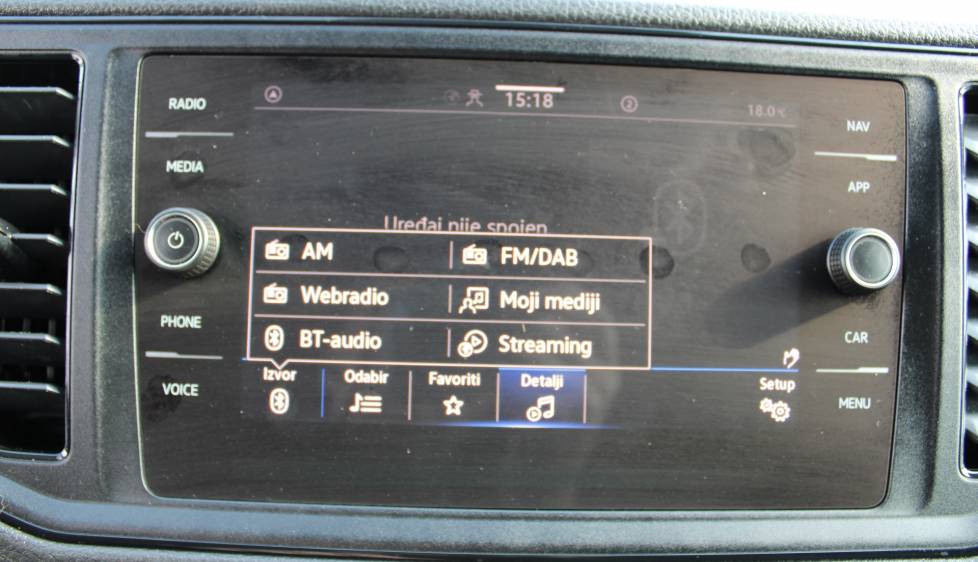 RADIO
MEDIA
PHONE
VOICE
15:18
2
18.0°C
Uređaj nije spojen
AM
FM/DAB
Webradio
Moji mediji
BT-audio
Streaming
Izvor
Odabir
Favoriti
Detalji
Setup
NAV
APP
CAR
MENU